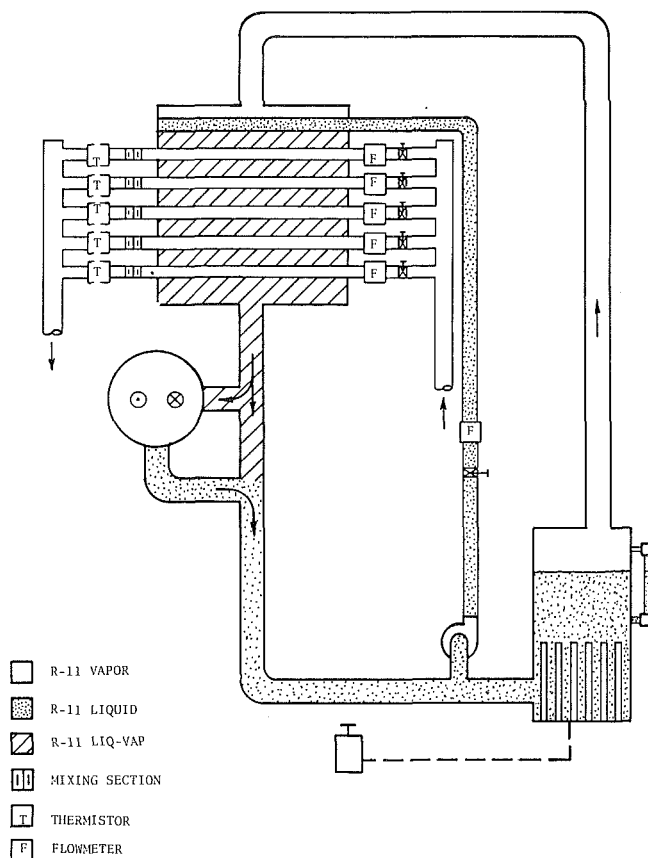 T F
T F
T F
T F
T F
F
R-11 VAPOR
R-11 LIQUID
R-11 LIQ-VAP
MIXING SECTION
T THERMISTOR
F FLOWMETER